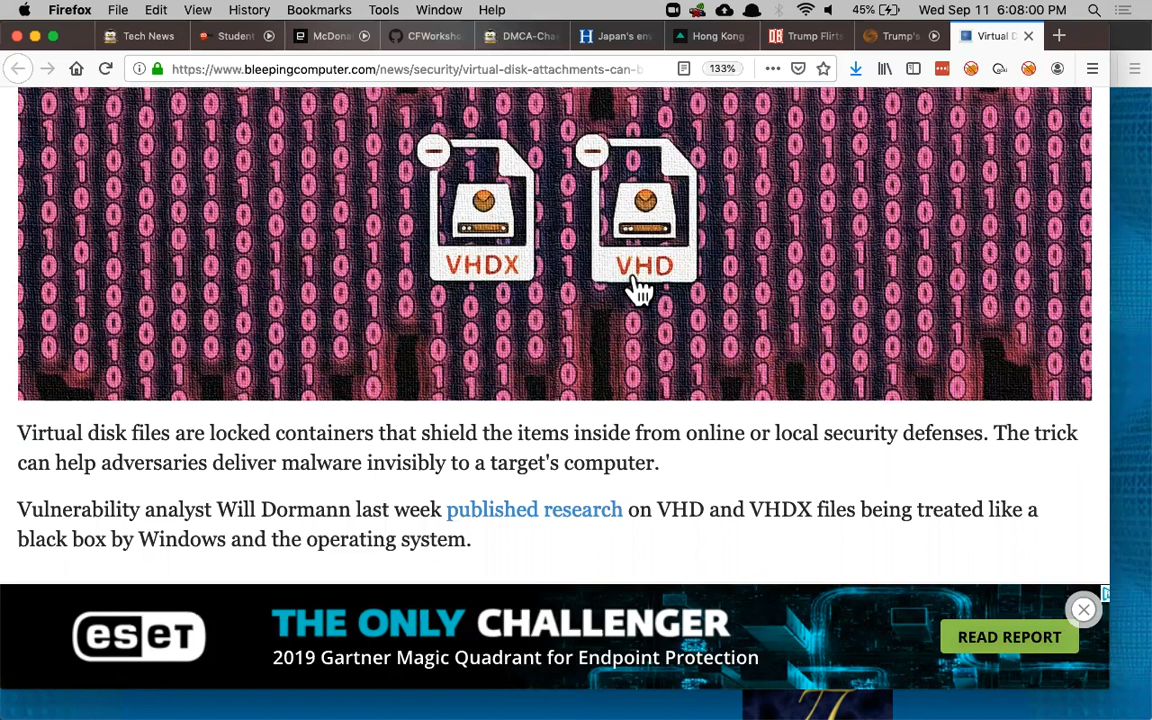 Firefox File Edit View History Bookmarks Tools Window Help 45% Wed Sep 11 6:08:00 PM
Tech News Student McDona CFWorksh DMCA-Cha Japan's env Hong Kong Trump Flirts Trump's Virtual D
https://www.bleepingcomputer.com/news/security/virtual-disk-attachments-can-b 133%
VHDX VHD
Virtual disk files are locked containers that shield the items inside from online or local security defenses. The trick
can help adversaries deliver malware invisibly to a target's computer.
Vulnerability analyst Will Dormann last week published research on VHD and VHDX files being treated like a
black box by Windows and the operating system.
eSeT
THE ONLY CHALLENGER
2019 Gartner Magic Quadrant for Endpoint Protection
READ REPORT
77